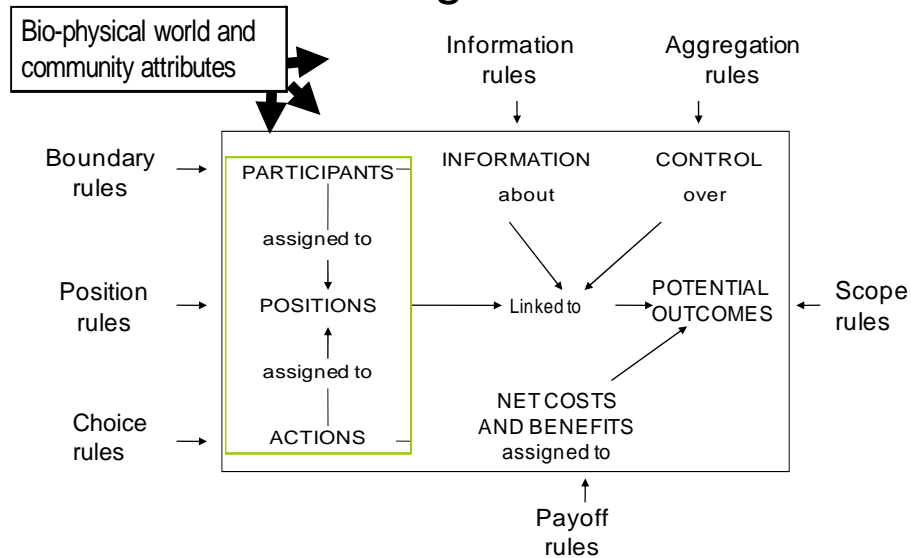 g
Bio-physical world and
community attributes
Information
rules
Aggregation
rules
Boundary
rules
PARTICIPANTS
INFORMATION
about
CONTROL
over
assigned to
Position
rules
POSITIONS
Linked to
POTENTIAL
OUTCOMES
Scope
rules
assigned to
Choice
rules
ACTIONS
NET COSTS
AND BENEFITS
assigned to
Payoff
rules